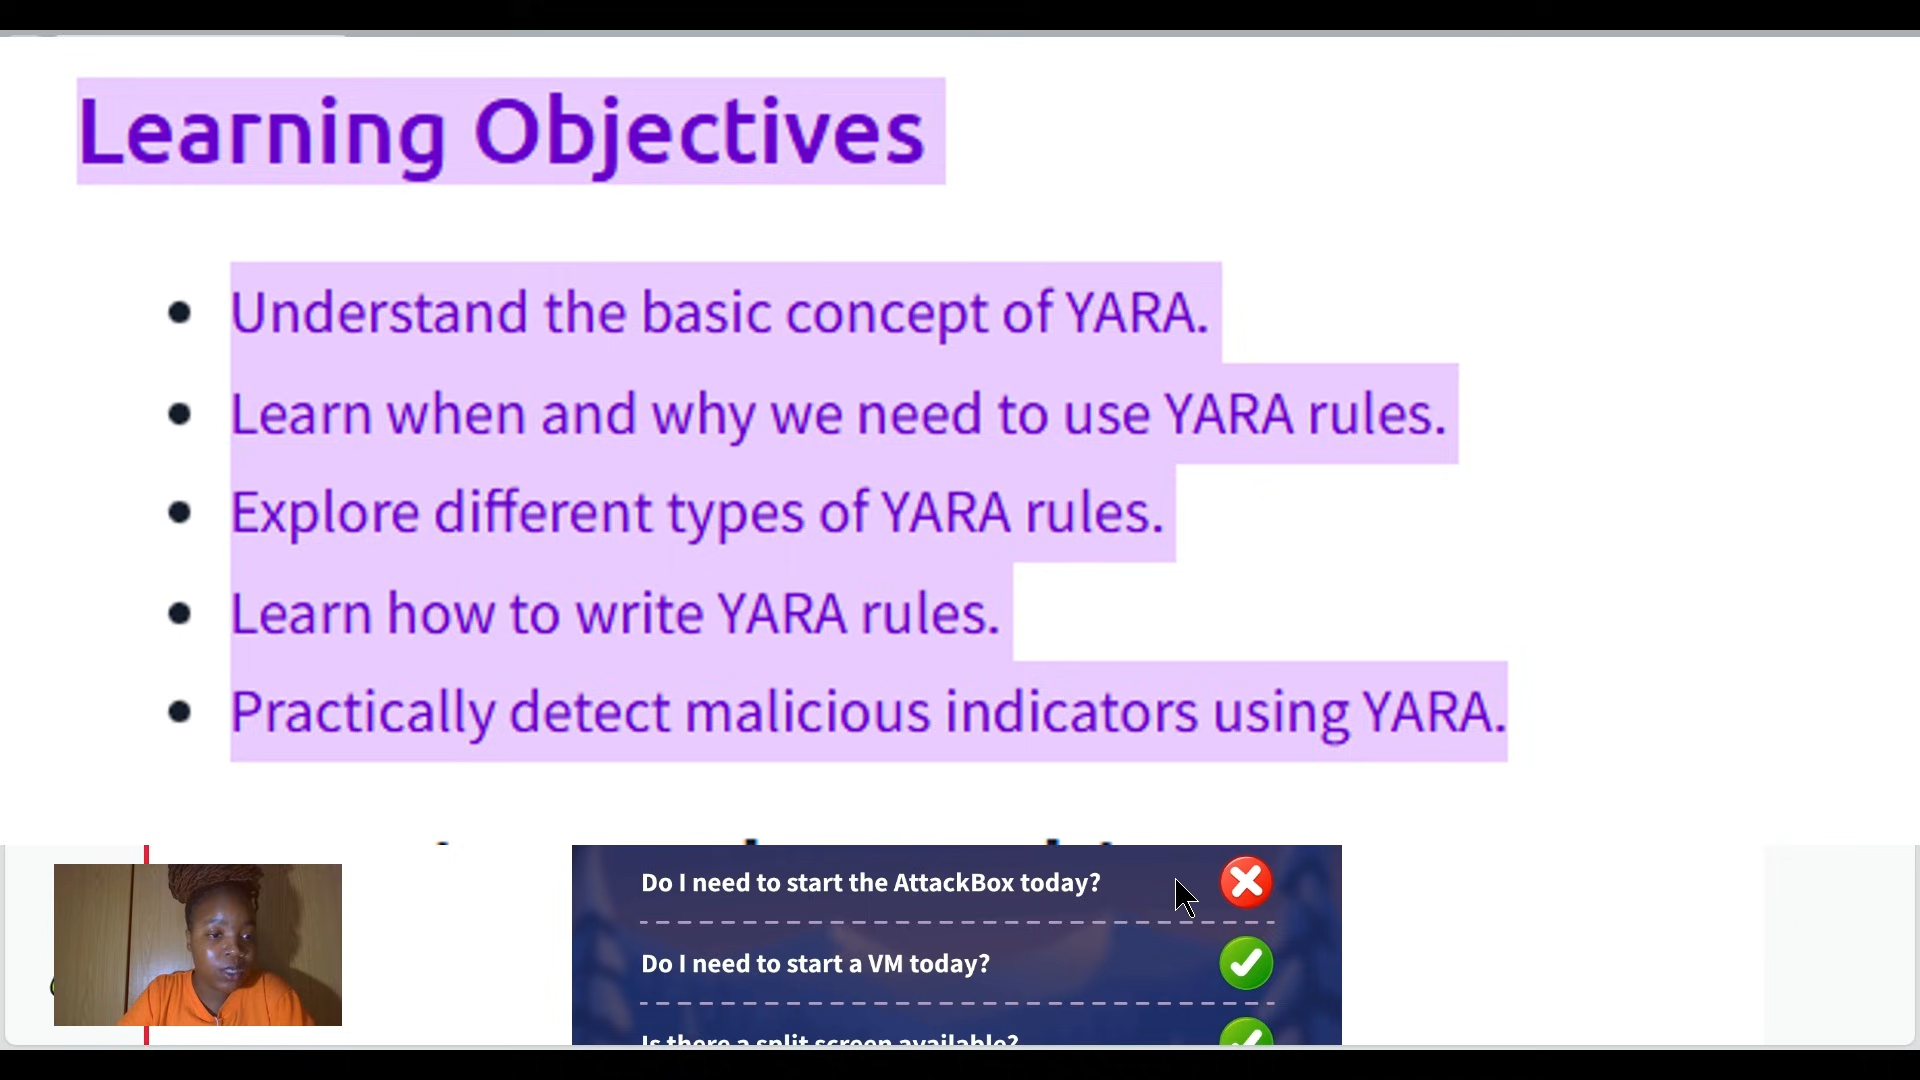 Learning Objectives
Understand the basic concept of YARA.
Learn when and why we need to use YARA rules.
Explore different types of YARA rules.
Learn how to write YARA rules.
Practically detect malicious indicators using YARA.
Do I need to start the AttackBox today?
Do I need to start a VM today?
Is there a split screen available?